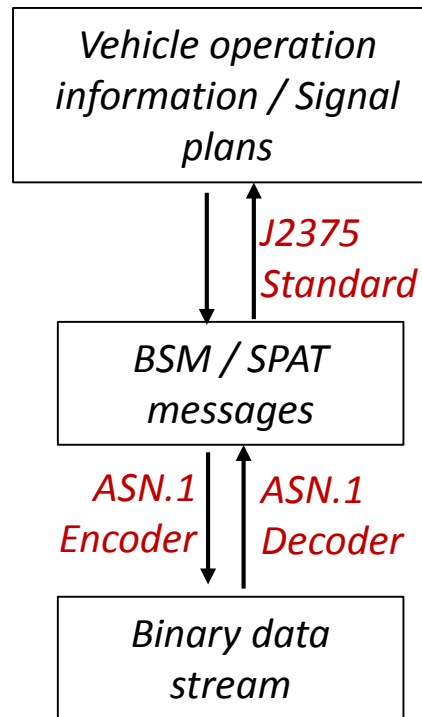 Vehicle operation
information / Signal
plans
J2375
Standard
BSM / SPAT
messages
ASN.1
Encoder
ASN.1
Decoder
Binary data
stream